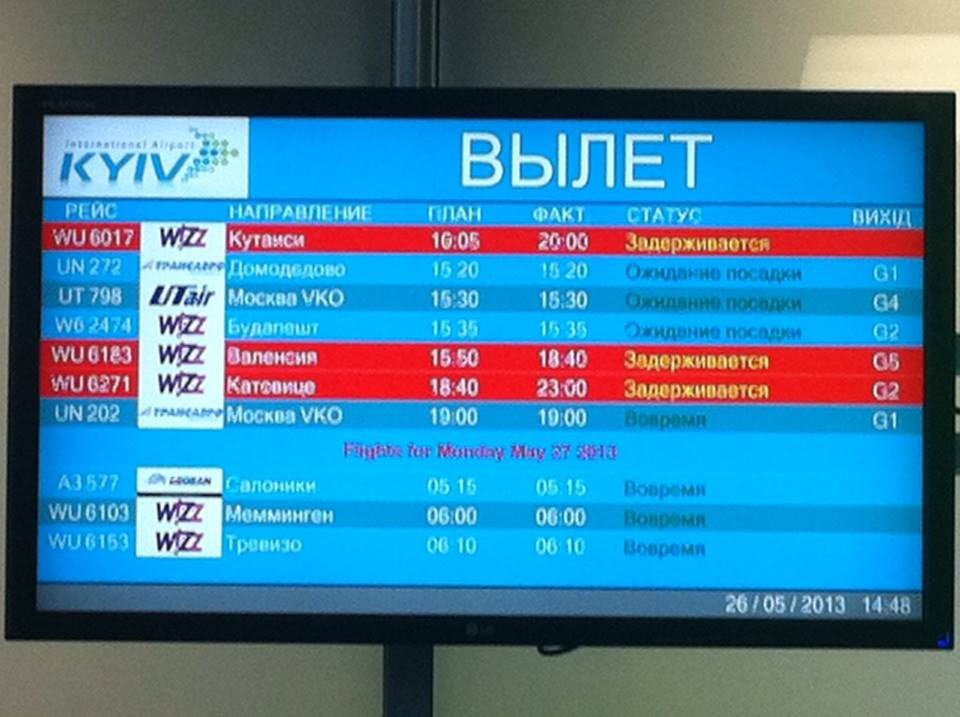 International Airport
KYIV
ВЫЛЕТ
РЕЙС НАПРАВЛЕНИЕ ПЛАН ФАКТ. СТАТУС ВИХІД
WU 6017 WIZZ Кутаиси 16:05 20:00 Задерживается
UN 272 ТРАНСАЭРО Домодедово 15:20 15:20 Ожидание посадки G1
UT 798 UTair Москва VKO 15:30 15:30 Ожидание посадки G4
W6 2474 WIZZ Будапешт 15:35 15:35 Ожидание посадки G2
WU 6183 WIZZ Валенсия 15:50 18:40 Задерживается G5
WU 6271 WIZZ Катовице 18:40 23:00 Задерживается G2
UN 202 ТРАНСАЭРО Москва VKO 19:00 19:00 Вовремя G1
Flights for Monday May 27 2013
A3 577 Салоники 05:15 05:15 Вовремя
WU 6103 WIZZ Мемминген 06:00 06:00 Вовремя
WU 6153 WIZZ Тревизо 06:10 06:10 Вовремя
26 / 05 / 2013 14:48
LG